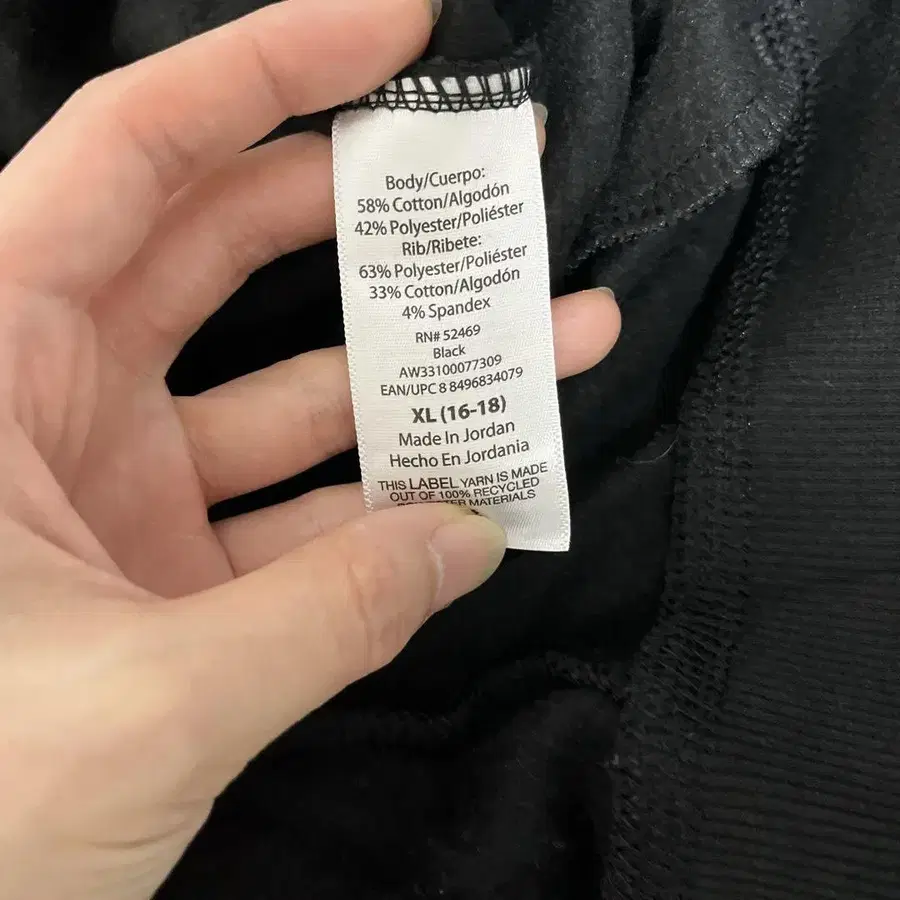 Body/Cuerpo:
58% Cotton/Algodón
42% Polyester/Poliéster
Rib/Ribete:
63% Polyester/Poliéster
33% Cotton/Algodón
4% Spandex
RN# 52469
Black
AW33100077309
EAN/UPC 8 8496834079
XL (16-18)
Made In Jordan
Hecho En Jordania
THIS LABEL YARN IS MADE
OUT OF 100% RECYCLED
MATERIALS